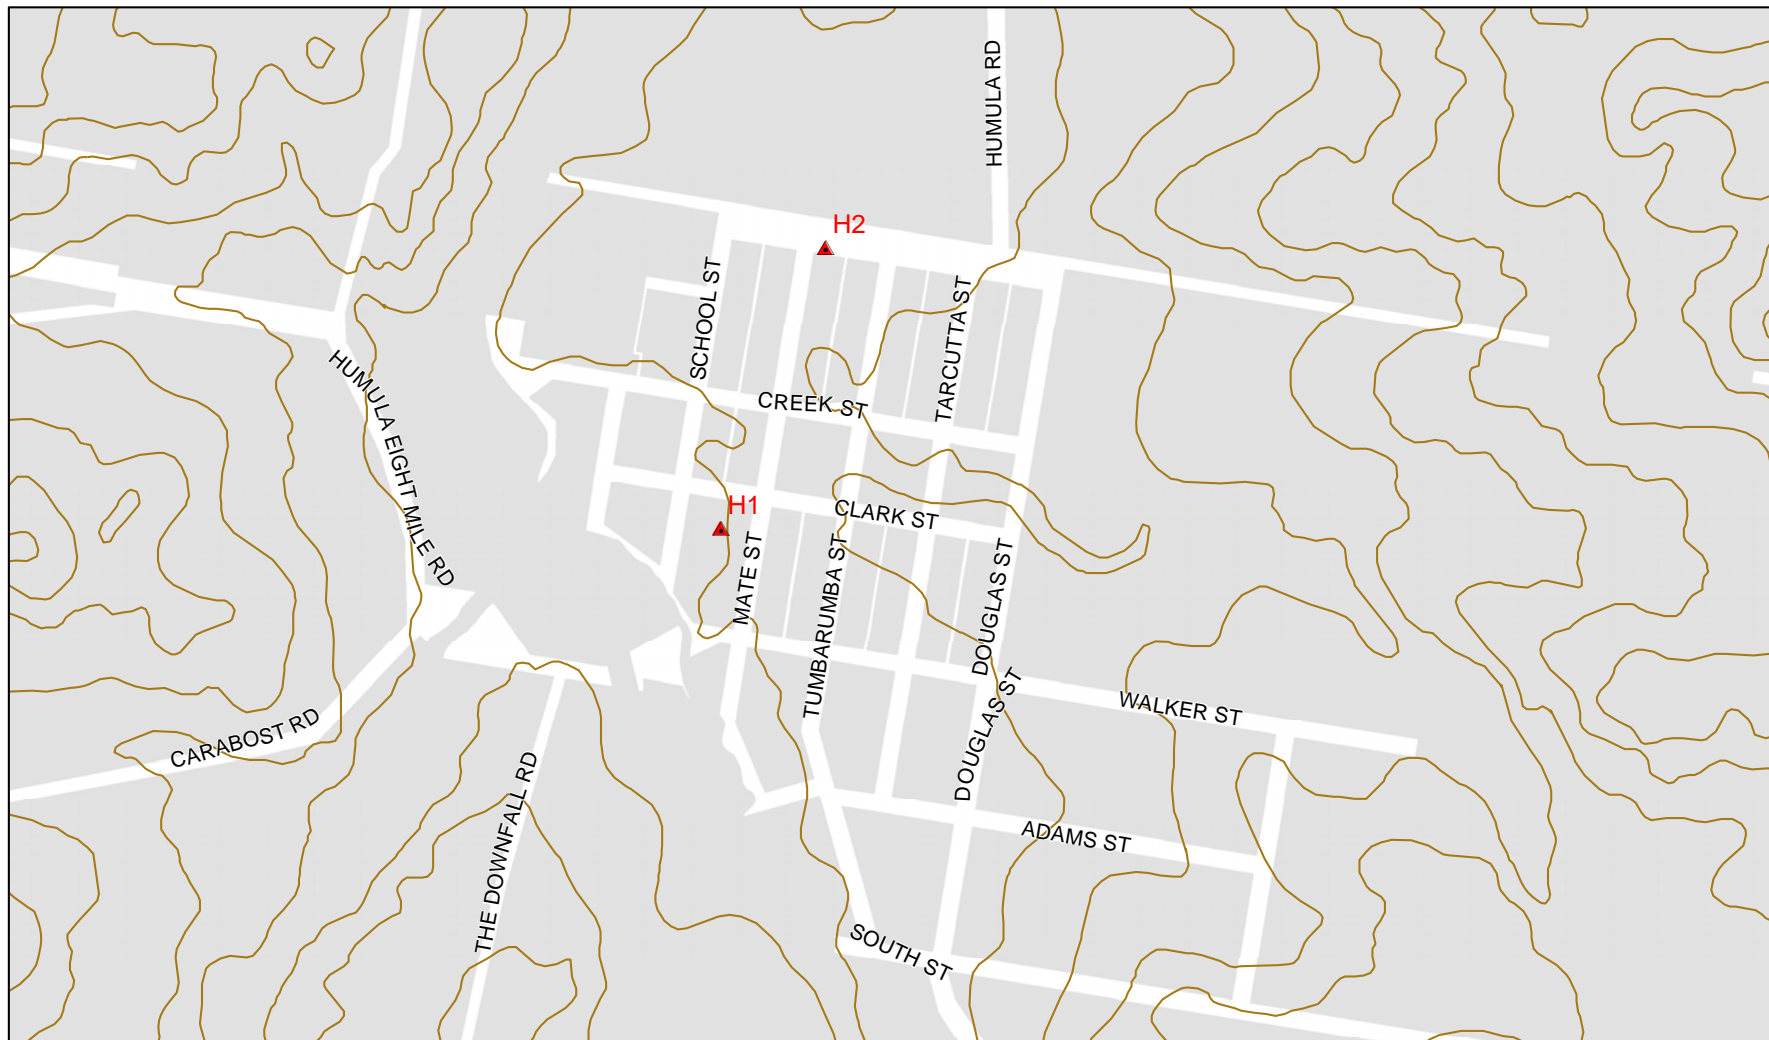 HUMULA RD
H2
SCHOOL ST
TARCUTTA ST
HUMULA EIGHT MILE RD
CREEK ST
H1
CLARK ST
MATE ST
TUMBARUMBA ST
DOUGLAS ST
DOUGLAS ST
WALKER ST
CARABOST RD
THE DOWNFALL RD
ADAMS ST
SOUTH ST